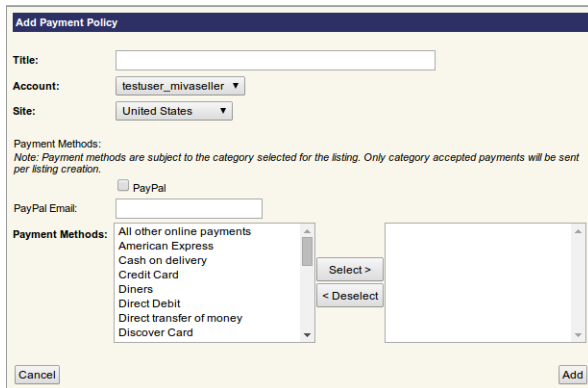 Add Payment Policy
Title:
Account: testuser_mivaseller
Site: United States
Payment Methods:
Note: Payment methods are subject to the category selected for the listing. Only category accepted payments will be sent
per listing creation.
PayPal
PayPal Email:
Payment Methods: All other online payments
American Express
Cash on delivery
Credit Card
Diners
Direct Debit
Direct transfer of money
Discover Card
Select >
< Deselect
Cancel
Add